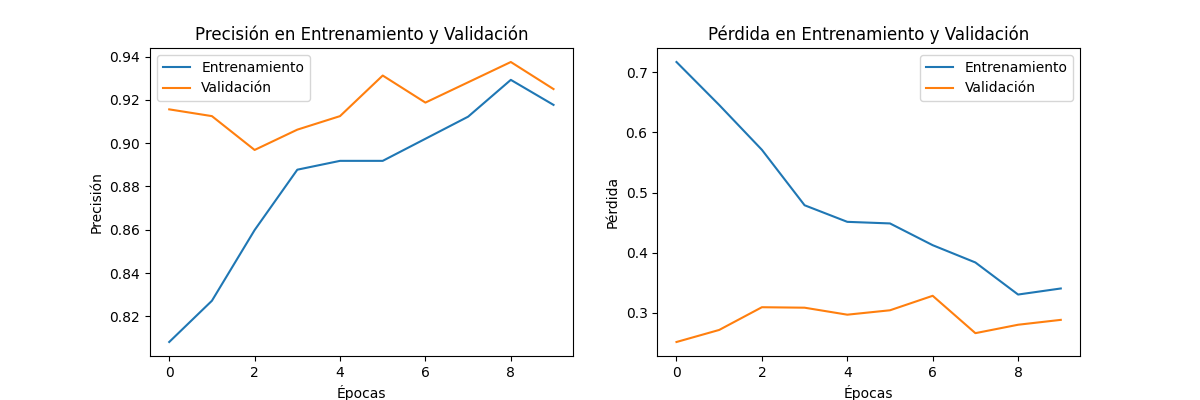 Precisión en Entrenamiento y Validación
Entrenamiento
Validación
0.94
0.92
0.90
0.88
0.86
0.84
0.82
Precisión
0 2 4 6 8
Épocas
Pérdida en Entrenamiento y Validación
Entrenamiento
Validación
0.7
0.6
0.5
0.4
0.3
Pérdida
0 2 4 6 8
Épocas